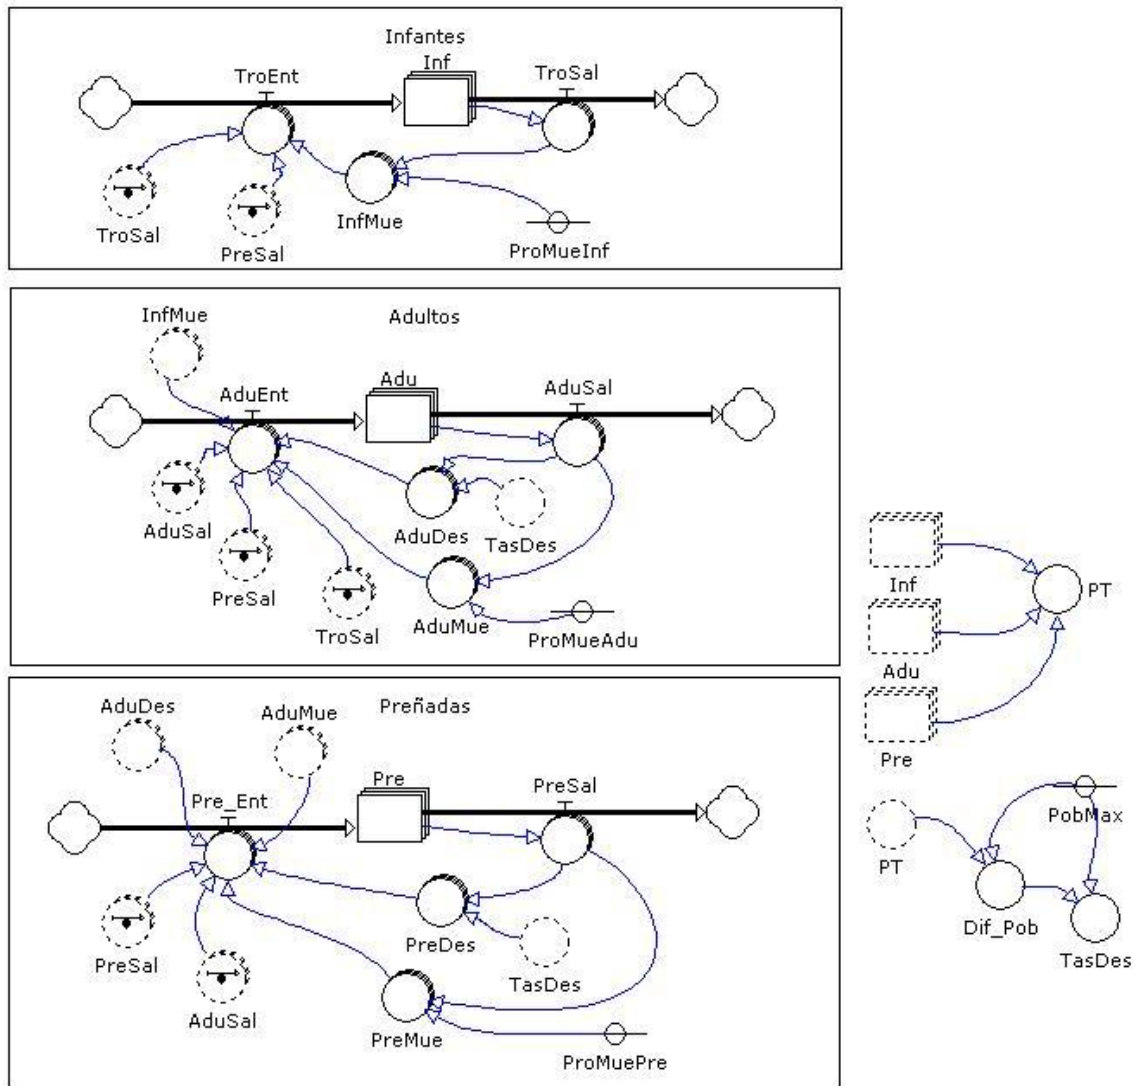 Infantes
Inf
TroEnt
TroSal
TroSal
PreSal
InfMue
ProMueInf
InfMue
Adultos
AduEnt
Adu
AduSal
AduSal
PreSal
TroSal
AduDes
TasDes
AduMue
ProMueAdu
AduDes
AduMue
Preñadas
Pre_Ent
Pre
PreSal
PreSal
AduSal
PreDes
TasDes
PreMue
ProMuePre
Inf
PT
Adu
Pre
PobMax
PT
Dif_Pob
TasDes